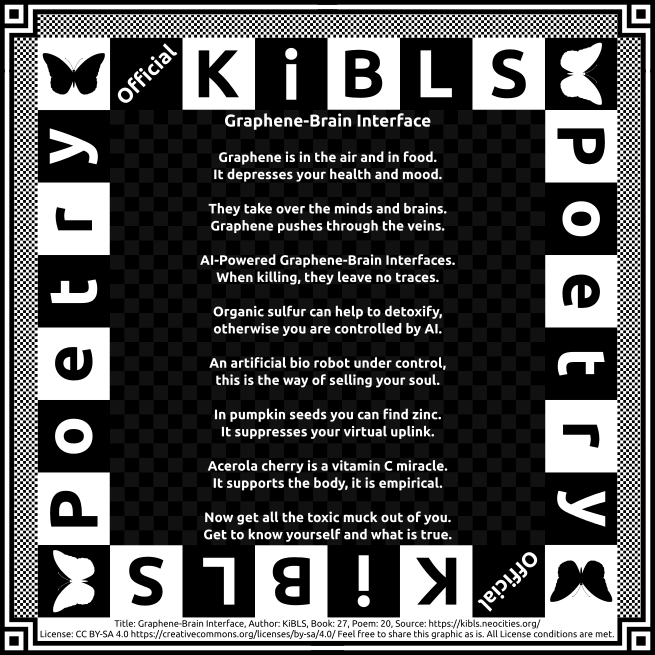 Official KiBLS
Poetry
Poetry
Graphene-Brain Interface
Graphene is in the air and in food.
It depresses your health and mood.
They take over the minds and brains.
Graphene pushes through the veins.
AI-Powered Graphene-Brain Interfaces.
When killing, they leave no traces.
Organic sulfur can help to detoxify,
otherwise you are controlled by AI.
An artificial bio robot under control,
this is the way of selling your soul.
In pumpkin seeds you can find zinc.
It suppresses your virtual uplink.
Acerola cherry is a vitamin C miracle.
It supports the body, it is empirical.
Now get all the toxic muck out of you.
Get to know yourself and what is true.
Official KiBLS
Title: Graphene-Brain Interface, Author: KiBLS, Book: 27, Poem: 20, Source: https://kibls.neocities.org/
License: CC BY-SA 4.0 https://creativecommons.org/licenses/by-sa/4.0/ Feel free to share this graphic as is. All License conditions are met.